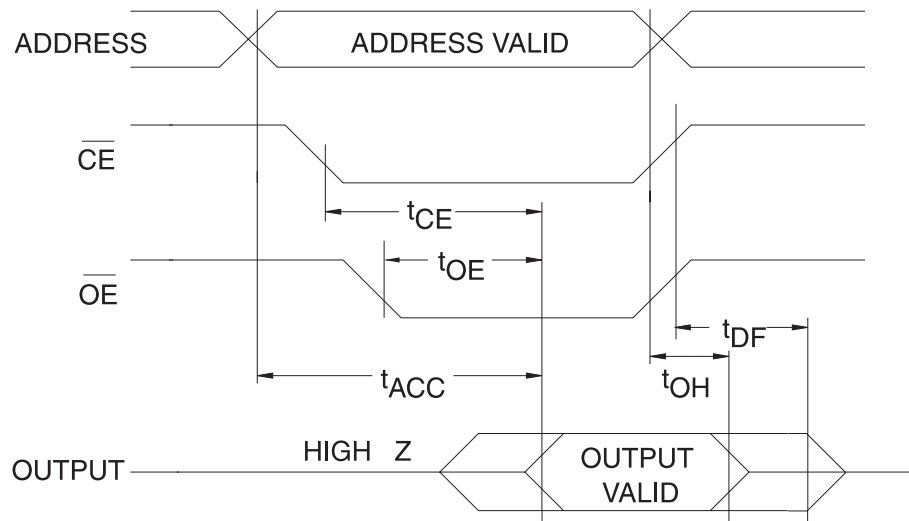 ADDRESS
ADDRESS VALID
CE
tCE
tOE
OE
tDF
tACC
tOH
HIGH Z
OUTPUT
OUTPUT
VALID